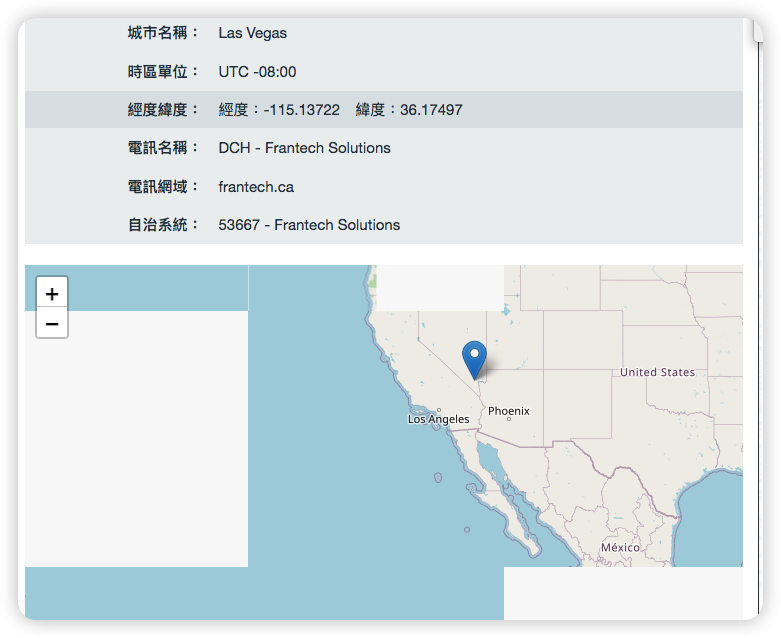 城市名稱： Las Vegas
時區單位： UTC -08:00
經度緯度： 經度：-115.13722 緯度：36.17497
電訊名稱： DCH - Frantech Solutions
電訊網域： frantech.ca
自治系統： 53667 - Frantech Solutions
+
−
United States
Phoenix
Los Angeles
México